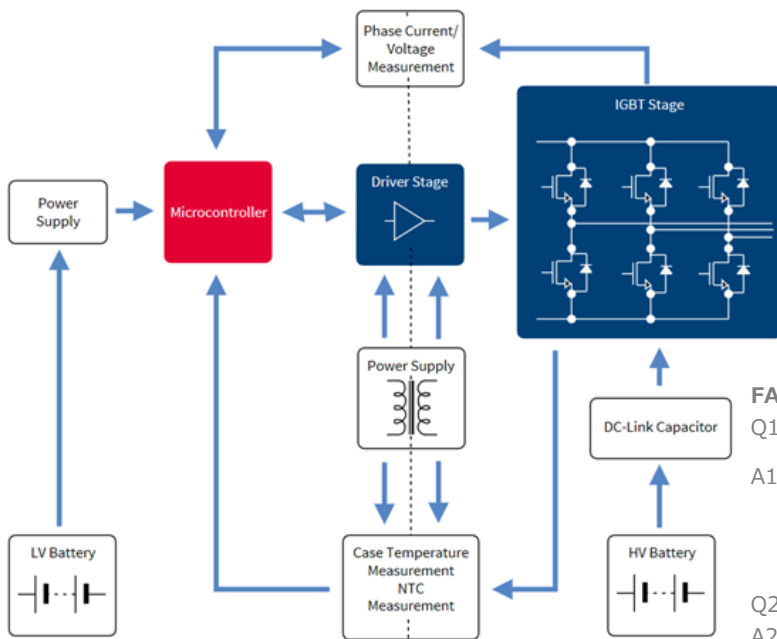 Phase Current/
Voltage
Measurement
IGBT Stage
Power
Supply
Microcontroller
Driver Stage
Power Supply
DC-Link Capacitor
FA
Q1
A1
LV Battery
Case Temperature
Measurement
NTC
Measurement
HV Battery
Q2
A2